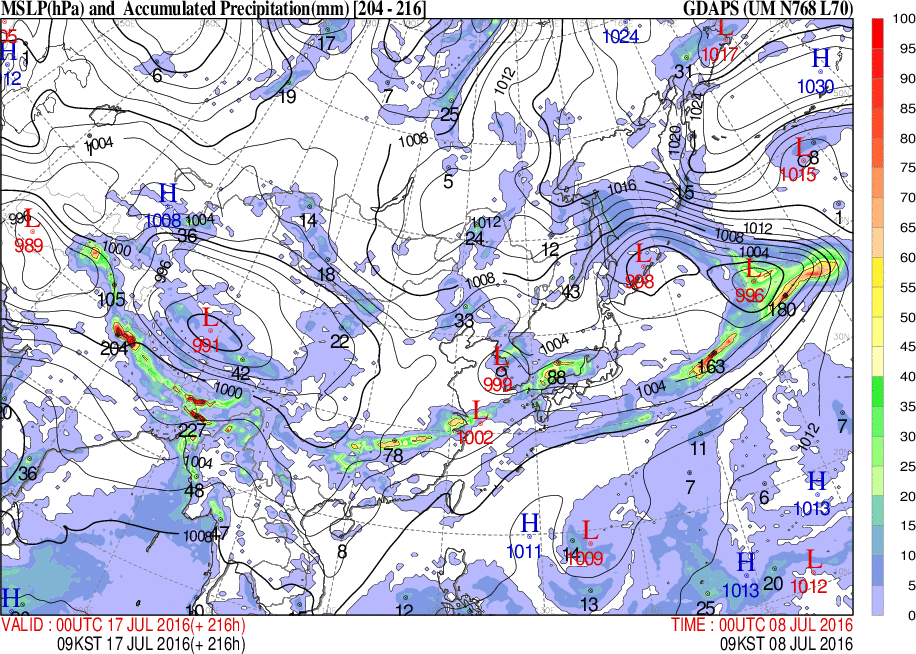 MSLP(hPa) and Accumulated Precipitation(mm) [204 - 216] GDAPS (UM N768 L70)
100
95
90
85
80
75
70
65
60
55
50
45
40
35
30
25
20
15
10
5
0
17 1024 L 1017
H 12 6 31 H 1030
19 7 1012 25
1004 1008 1020 L 8 1015
5 1016 15
L 989 H 1008 1004 36 14 1012 24 12 1012 1008 1
1000 996 18 1008 L 998 1004 L 996
105 43 180
204 L 991 22 33 1004
42 1000 L 999 88 163 1004
227 L L 1002 7
1004 78 11 1012
36 48 7 6 H 1013
1008 47 8 H 1011 L 14 1009
H 1013 20 L 1012
H 10 12 13 25
VALID : 00UTC 17 JUL 2016(+ 216h) TIME : 00UTC 08 JUL 2016
09KST 17 JUL 2016(+ 216h) 09KST 08 JUL 2016